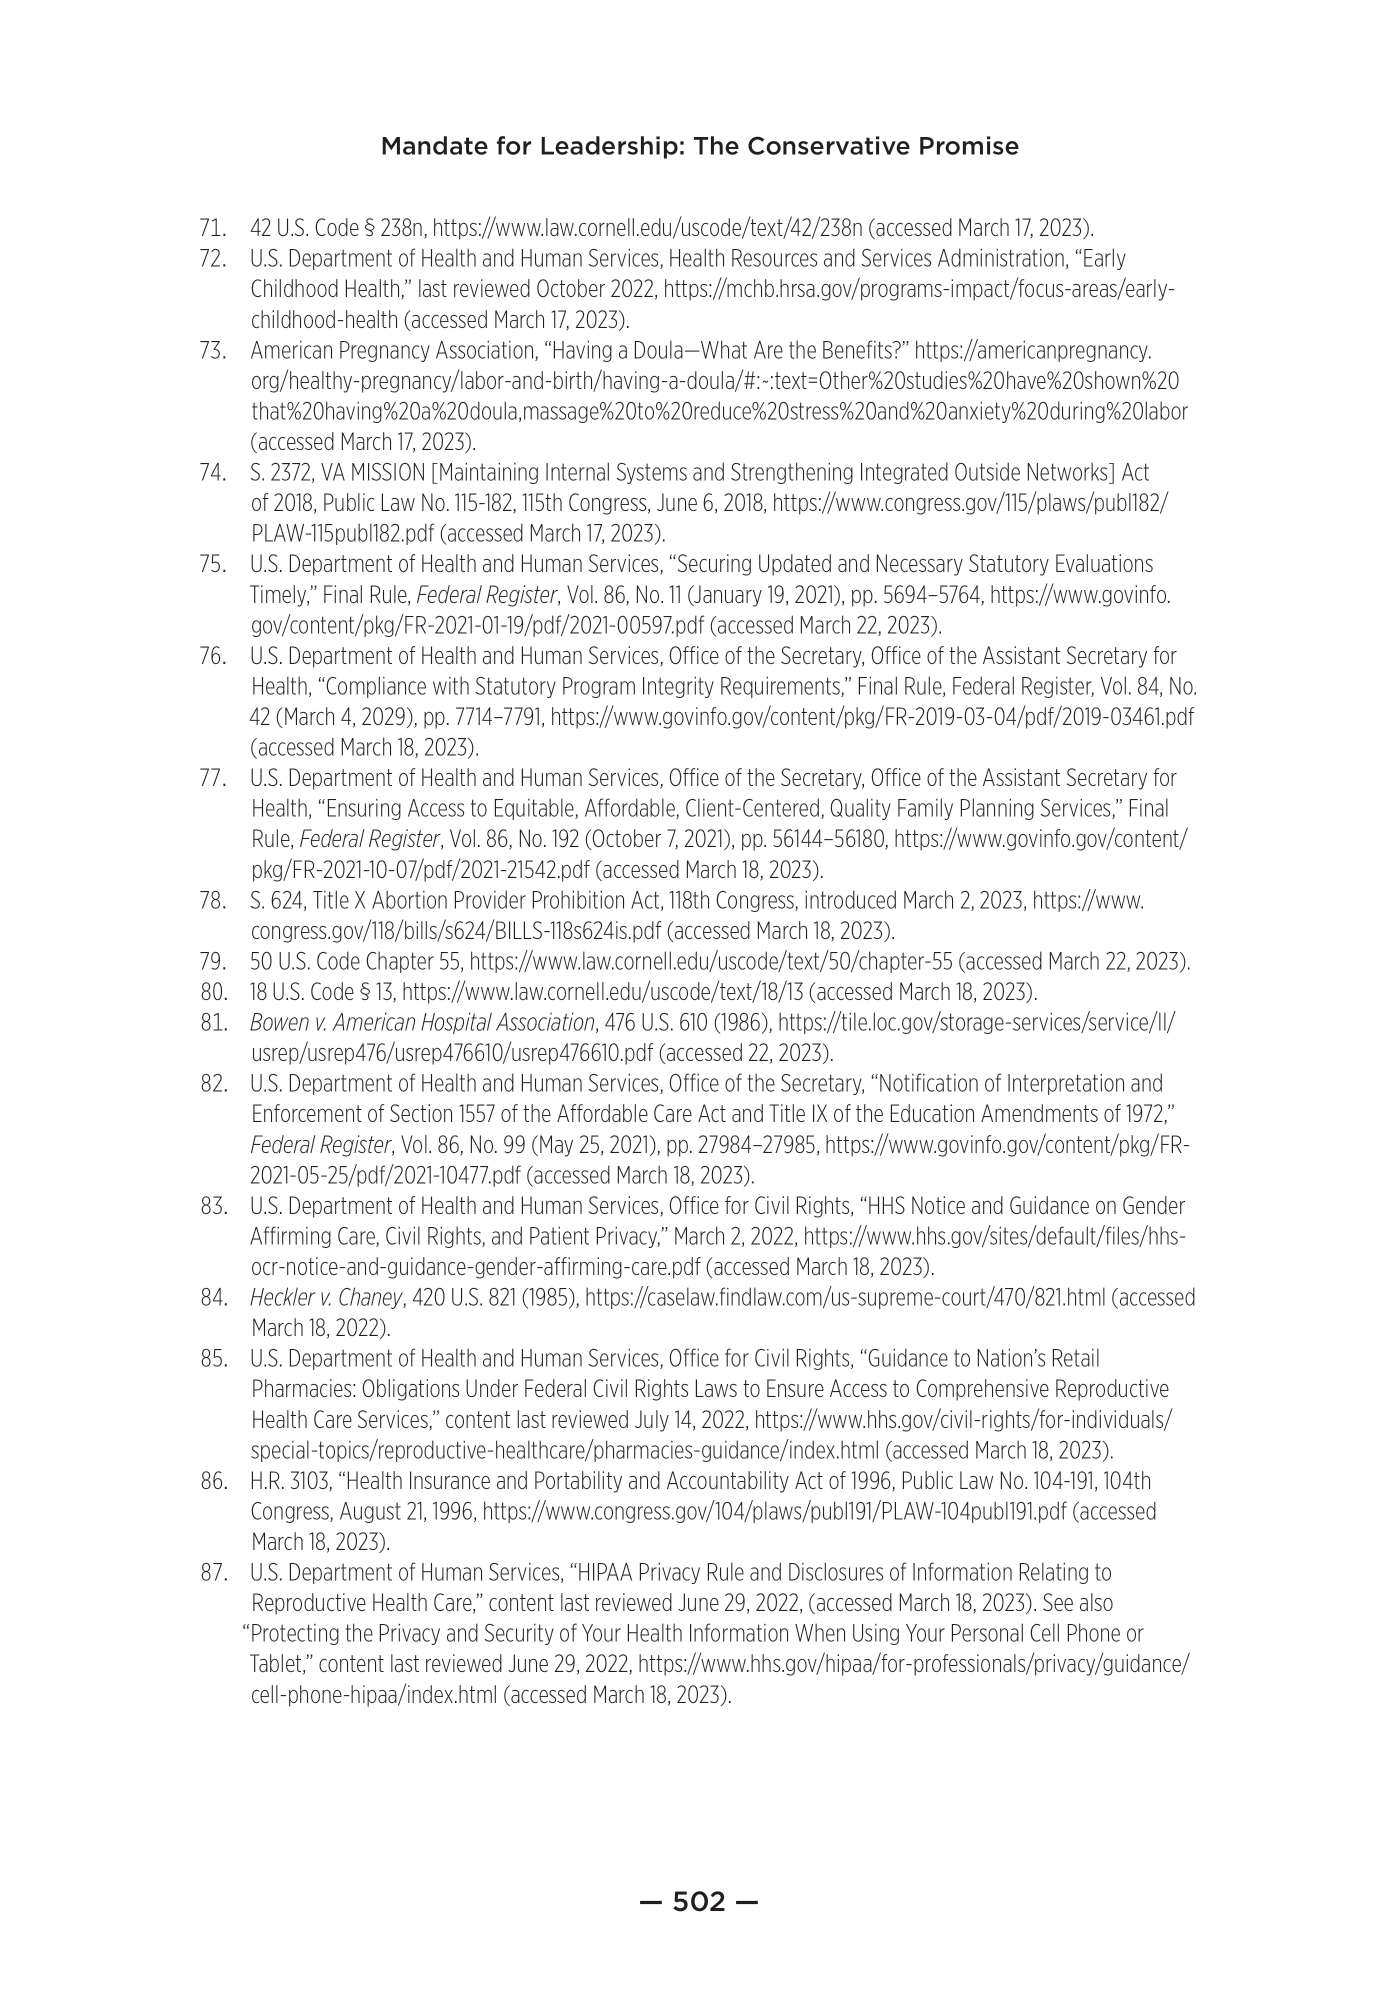 Mandate for Leadership: The Conservative Promise
71. 42 U.S. Code § 238n, https://www.law.cornell.edu/uscode/text/42/238n (accessed March 17, 2023).
72. U.S. Department of Health and Human Services, Health Resources and Services Administration, “Early
Childhood Health,” last reviewed October 2022, https://mchb.hrsa.gov/programs-impact/focus-areas/early-
childhood-health (accessed March 17, 2023).
73. American Pregnancy Association, “Having a Doula—What Are the Benefits?” https://americanpregnancy.
org/healthy-pregnancy/labor-and-birth/having-a-doula/#:~:text=Other%20studies%20have%20shown%20
that%20having%20a%20doula,massage%20to%20reduce%20stress%20and%20anxiety%20during%20labor
(accessed March 17, 2023).
74. S. 2372, VA MISSION [Maintaining Internal Systems and Strengthening Integrated Outside Networks] Act
of 2018, Public Law No. 115-182, 115th Congress, June 6, 2018, https://www.congress.gov/115/plaws/publ182/
PLAW-115publ182.pdf (accessed March 17, 2023).
75. U.S. Department of Health and Human Services, “Securing Updated and Necessary Statutory Evaluations
Timely,” Final Rule, Federal Register, Vol. 86, No. 11 (January 19, 2021), pp. 5694–5764, https://www.govinfo.
gov/content/pkg/FR-2021-01-19/pdf/2021-00597.pdf (accessed March 22, 2023).
76. U.S. Department of Health and Human Services, Office of the Secretary, Office of the Assistant Secretary for
Health, “Compliance with Statutory Program Integrity Requirements,” Final Rule, Federal Register, Vol. 84, No.
42 (March 4, 2029), pp. 7714–7791, https://www.govinfo.gov/content/pkg/FR-2019-03-04/pdf/2019-03461.pdf
(accessed March 18, 2023).
77. U.S. Department of Health and Human Services, Office of the Secretary, Office of the Assistant Secretary for
Health, “Ensuring Access to Equitable, Affordable, Client-Centered, Quality Family Planning Services,” Final
Rule, Federal Register, Vol. 86, No. 192 (October 7, 2021), pp. 56144–56180, https://www.govinfo.gov/content/
pkg/FR-2021-10-07/pdf/2021-21542.pdf (accessed March 18, 2023).
78. S. 624, Title X Abortion Provider Prohibition Act, 118th Congress, introduced March 2, 2023, https://www.
congress.gov/118/bills/s624/BILLS-118s624is.pdf (accessed March 18, 2023).
79. 50 U.S. Code Chapter 55, https://www.law.cornell.edu/uscode/text/50/chapter-55 (accessed March 22, 2023).
80. 18 U.S. Code § 13, https://www.law.cornell.edu/uscode/text/18/13 (accessed March 18, 2023).
81. Bowen v. American Hospital Association, 476 U.S. 610 (1986), https://tile.loc.gov/storage-services/service/ll/
usrep/usrep476/usrep476610/usrep476610.pdf (accessed 22, 2023).
82. U.S. Department of Health and Human Services, Office of the Secretary, “Notification of Interpretation and
Enforcement of Section 1557 of the Affordable Care Act and Title IX of the Education Amendments of 1972,”
Federal Register, Vol. 86, No. 99 (May 25, 2021), pp. 27984–27985, https://www.govinfo.gov/content/pkg/FR-
2021-05-25/pdf/2021-10477.pdf (accessed March 18, 2023).
83. U.S. Department of Health and Human Services, Office for Civil Rights, “HHS Notice and Guidance on Gender
Affirming Care, Civil Rights, and Patient Privacy,” March 2, 2022, https://www.hhs.gov/sites/default/files/hhs-
ocr-notice-and-guidance-gender-affirming-care.pdf (accessed March 18, 2023).
84. Heckler v. Chaney, 420 U.S. 821 (1985), https://caselaw.findlaw.com/us-supreme-court/470/821.html (accessed
March 18, 2022).
85. U.S. Department of Health and Human Services, Office for Civil Rights, “Guidance to Nation’s Retail
Pharmacies: Obligations Under Federal Civil Rights Laws to Ensure Access to Comprehensive Reproductive
Health Care Services,” content last reviewed July 14, 2022, https://www.hhs.gov/civil-rights/for-individuals/
special-topics/reproductive-healthcare/pharmacies-guidance/index.html (accessed March 18, 2023).
86. H.R. 3103, “Health Insurance and Portability and Accountability Act of 1996, Public Law No. 104-191, 104th
Congress, August 21, 1996, https://www.congress.gov/104/plaws/publ191/PLAW-104publ191.pdf (accessed
March 18, 2023).
87. U.S. Department of Human Services, “HIPAA Privacy Rule and Disclosures of Information Relating to
Reproductive Health Care,” content last reviewed June 29, 2022, (accessed March 18, 2023). See also
“Protecting the Privacy and Security of Your Health Information When Using Your Personal Cell Phone or
Tablet,” content last reviewed June 29, 2022, https://www.hhs.gov/hipaa/for-professionals/privacy/guidance/
cell-phone-hipaa/index.html (accessed March 18, 2023).
— 502 —